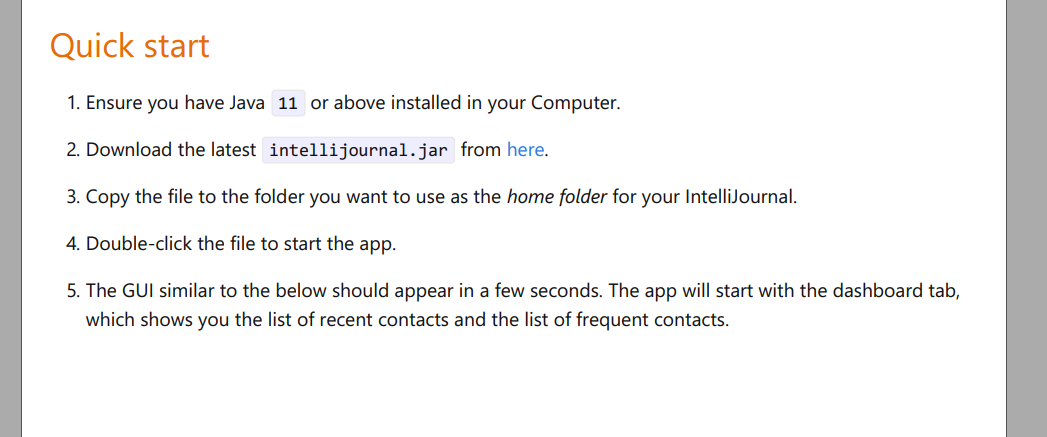 Quick start
1. Ensure you have Java 11 or above installed in your Computer.
2. Download the latest intellijournal.jar from here.
3. Copy the file to the folder you want to use as the home folder for your IntelliJournal.
4. Double-click the file to start the app.
5. The GUI similar to the below should appear in a few seconds. The app will start with the dashboard tab,
which shows you the list of recent contacts and the list of frequent contacts.